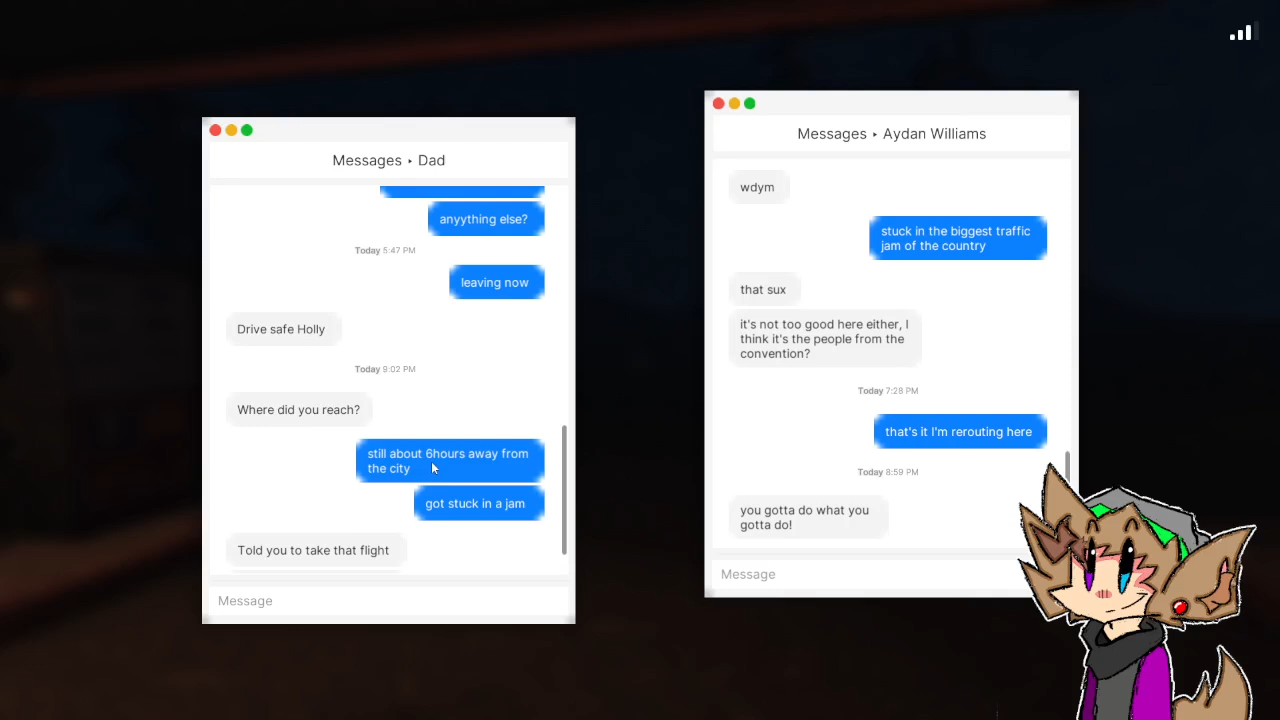 Messages ‣ Dad
anyything else?
Today 5:47 PM
leaving now
Drive safe Holly
Today 9:02 PM
Where did you reach?
still about 6hours away from
the city
got stuck in a jam
Told you to take that flight
Message
Messages ‣ Aydan Williams
wdym
stuck in the biggest traffic
jam of the country
that sux
it's not too good here either, I
think it's the people from the
convention?
Today 7:28 PM
that's it I'm rerouting here
Today 8:59 PM
you gotta do what you
gotta do!
Message